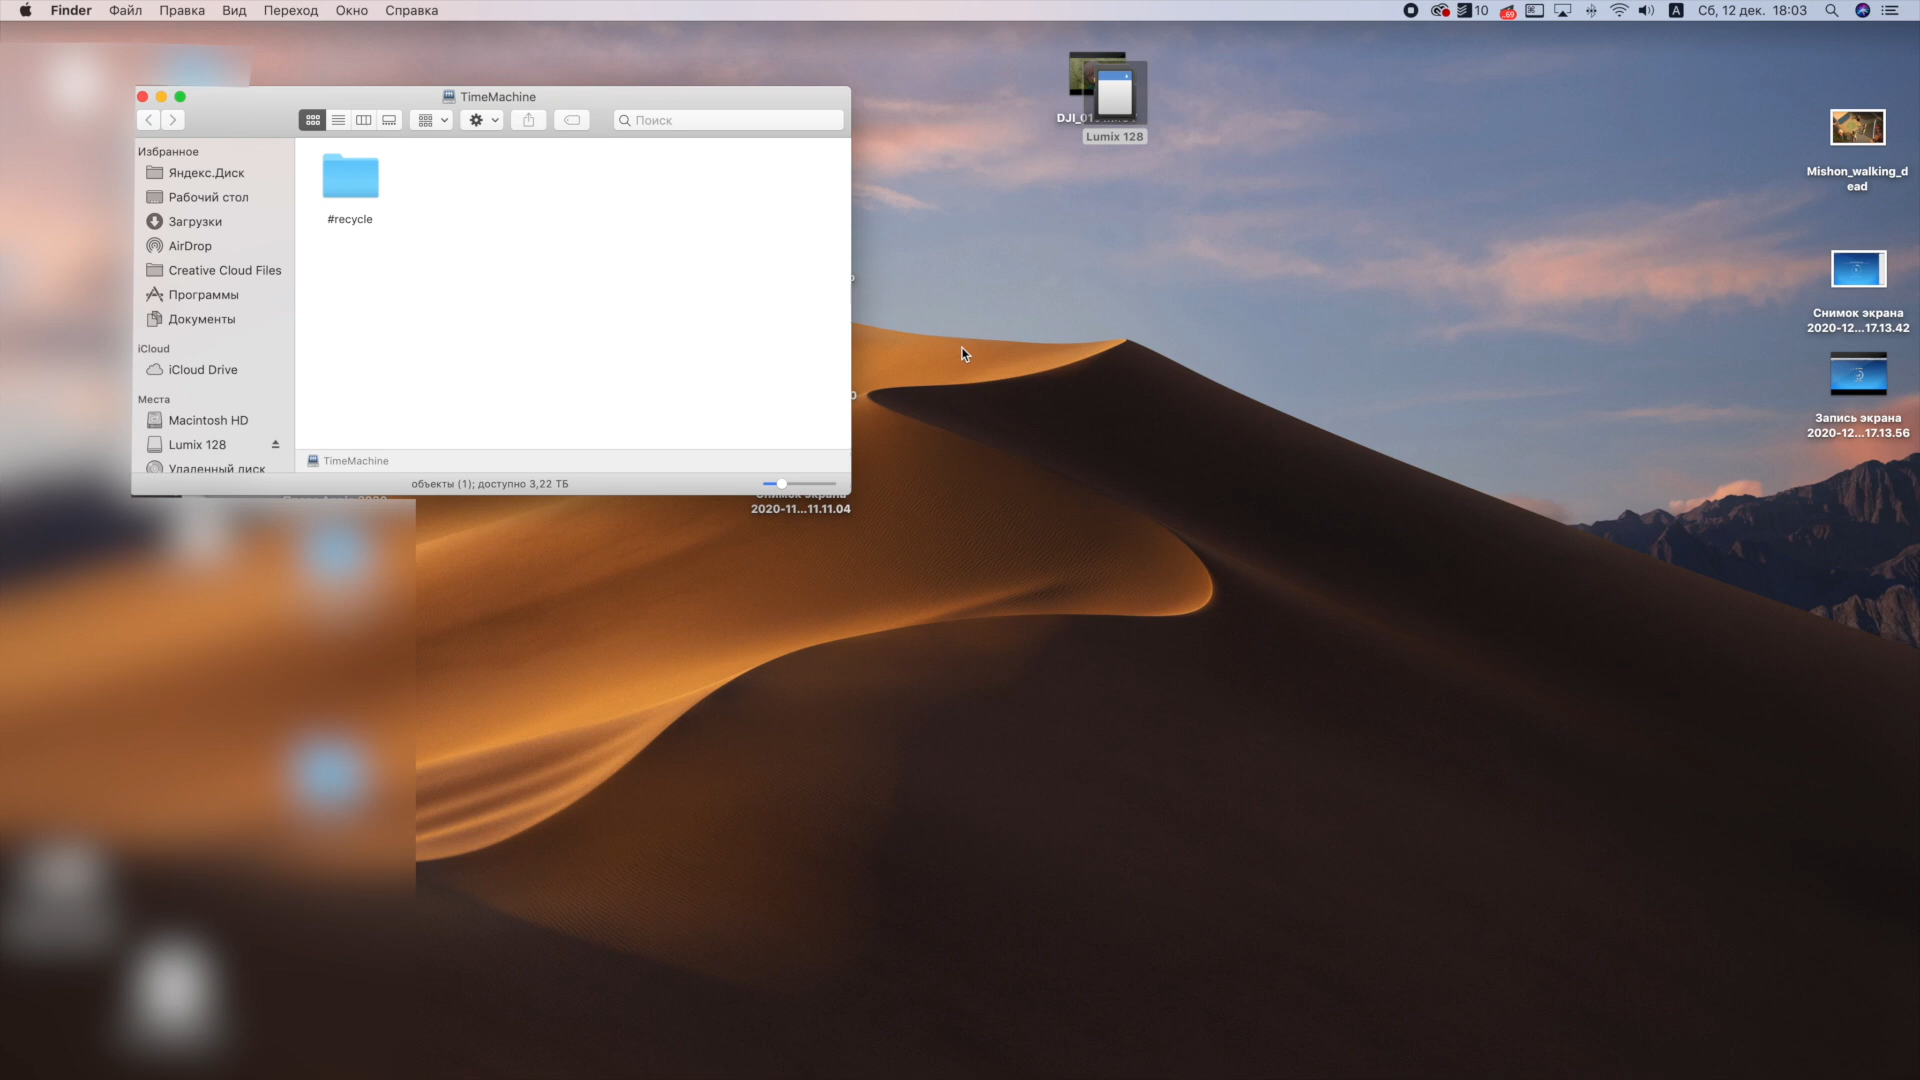 Finder Файл Правка Вид Переход Окно Справка
10
.69
A
Сб, 12 дек. 18:03
TimeMachine
Поиск
Избранное
Яндекс.Диск
Рабочий стол
Загрузки
AirDrop
Creative Cloud Files
Программы
Документы
iCloud
iCloud Drive
Места
Macintosh HD
Lumix 128
Удаленный диск
#recycle
TimeMachine
объекты (1); доступно 3,22 ТБ
Снимок экрана
2020-11...11.11.04
Lumix 128
Mishon_walking_d
ead
Снимок экрана
2020-12...17.13.42
Запись экрана
2020-12...17.13.56